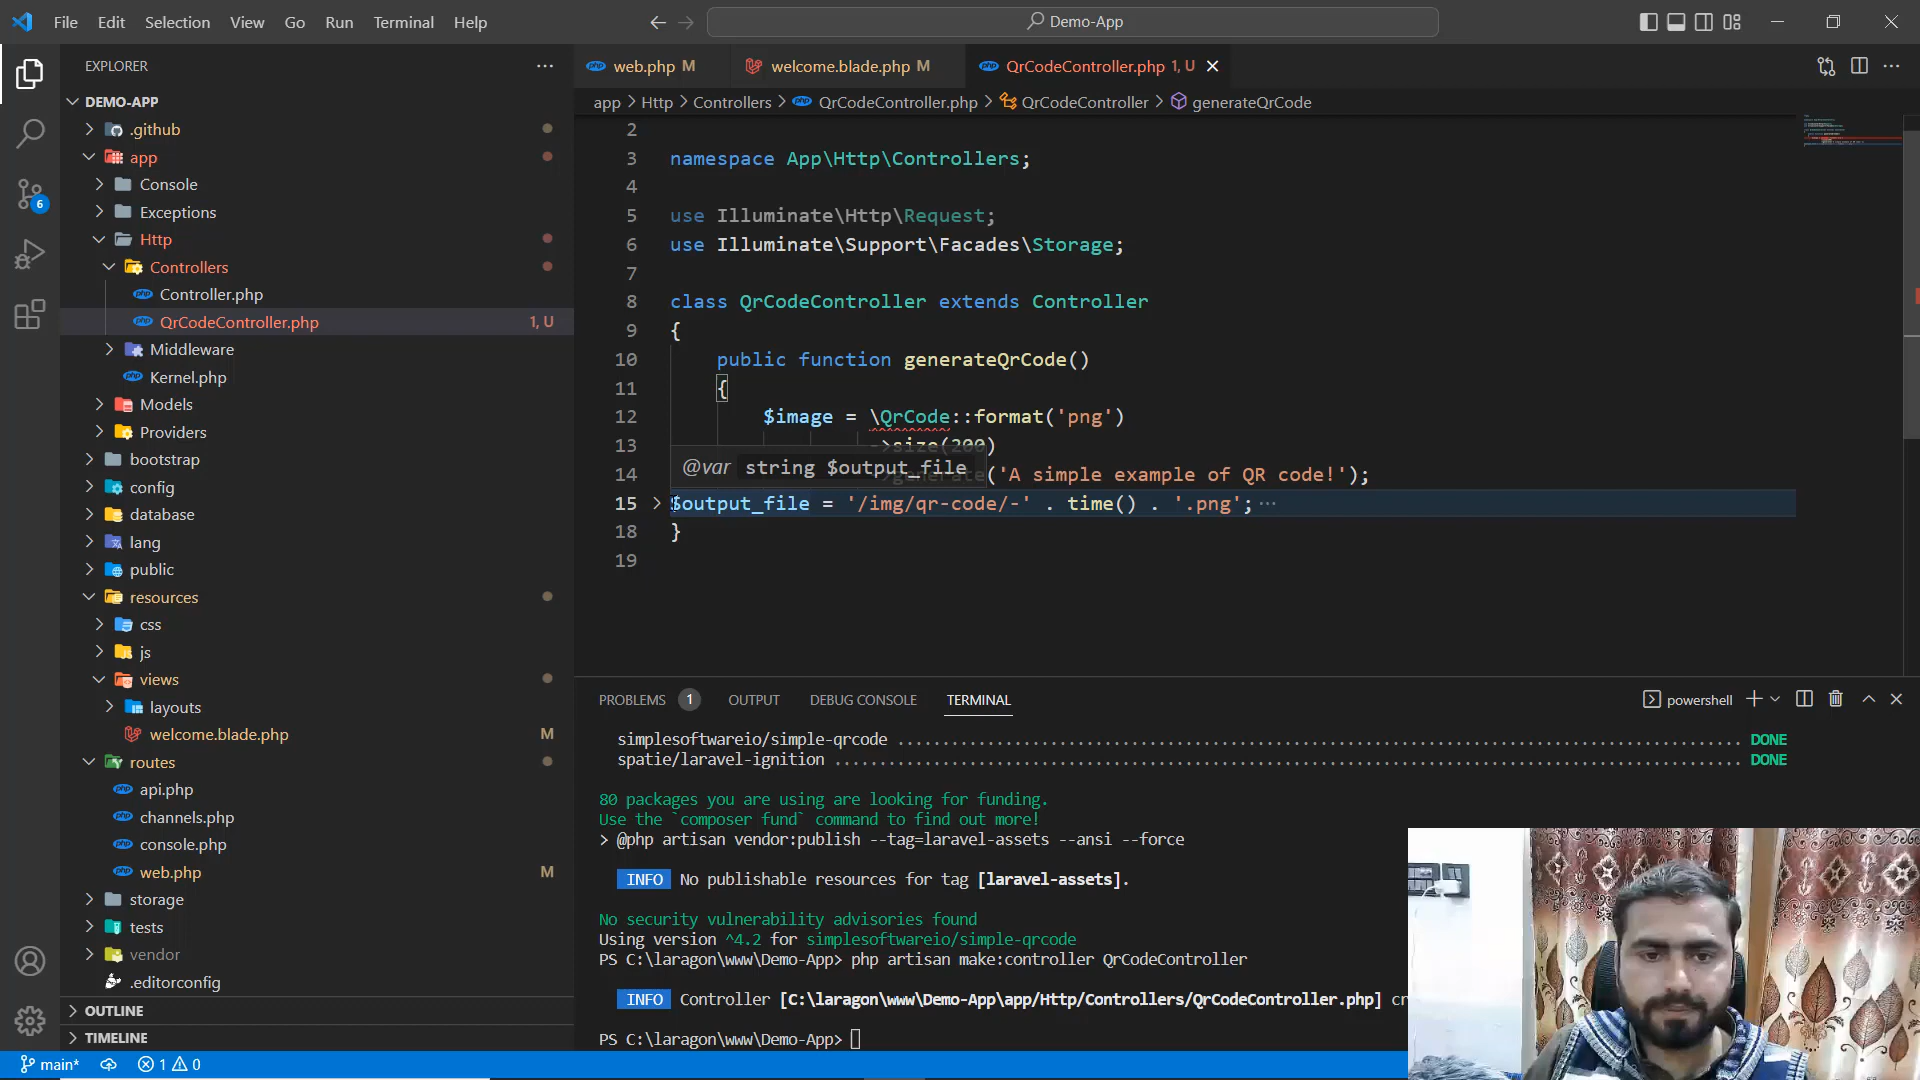 File Edit Selection View Go Run Terminal Help
Demo-App
EXPLORER
web.php M
welcome.blade.php M
QrCodeController.php 1, U
DEMO-APP
app > Http > Controllers > QrCodeController.php > QrCodeController > generateQrCode
.github
app
Console
Exceptions
Http
Controllers
Controller.php
QrCodeController.php 1, U
Middleware
Kernel.php
Models
Providers
bootstrap
config
database
lang
public
resources
css
js
views
layouts
welcome.blade.php M
routes
api.php
channels.php
console.php
web.php M
storage
tests
vendor
.editorconfig
OUTLINE
TIMELINE
2
3 namespace App\Http\Controllers;
4
5 use Illuminate\Http\Request;
6 use Illuminate\Support\Facades\Storage;
7
8 class QrCodeController extends Controller
9 {
10 public function generateQrCode()
11 {
12 $image = \QrCode::format('png')
13 ->size(200)
@var string $output_file
14 ('A simple example of QR code!');
15 $output_file = '/img/qr-code/-' . time() . '.png';
18 }
19
PROBLEMS 1 OUTPUT DEBUG CONSOLE TERMINAL
powershell
simplesoftwareio/simple-qrcode DONE
spatie/laravel-ignition DONE
80 packages you are using are looking for funding.
Use the `composer fund` command to find out more!
> @php artisan vendor:publish --tag=laravel-assets --ansi --force
INFO No publishable resources for tag [laravel-assets].
No security vulnerability advisories found
Using version ^4.2 for simplesoftwareio/simple-qrcode
PS C:\laragon\www\Demo-App> php artisan make:controller QrCodeController
INFO Controller [C:\laragon\www\Demo-App\app/Http/Controllers/QrCodeController.php] cr
PS C:\laragon\www\Demo-App>
6
main* 1 0